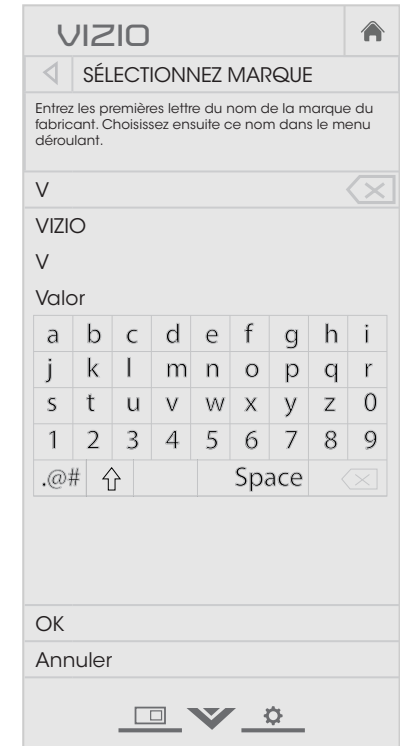 VIZIO
SÉLECTIONNEZ MARQUE
Entrez les premières lettre du nom de la marque du
fabricant. Choisissez ensuite ce nom dans le menu
déroulant.
V
VIZIO
V
Valor
a b c d e f g h i
j k l m n o p q r
s t u v w x y z 0
1 2 3 4 5 6 7 8 9
.@# Space
OK
Annuler